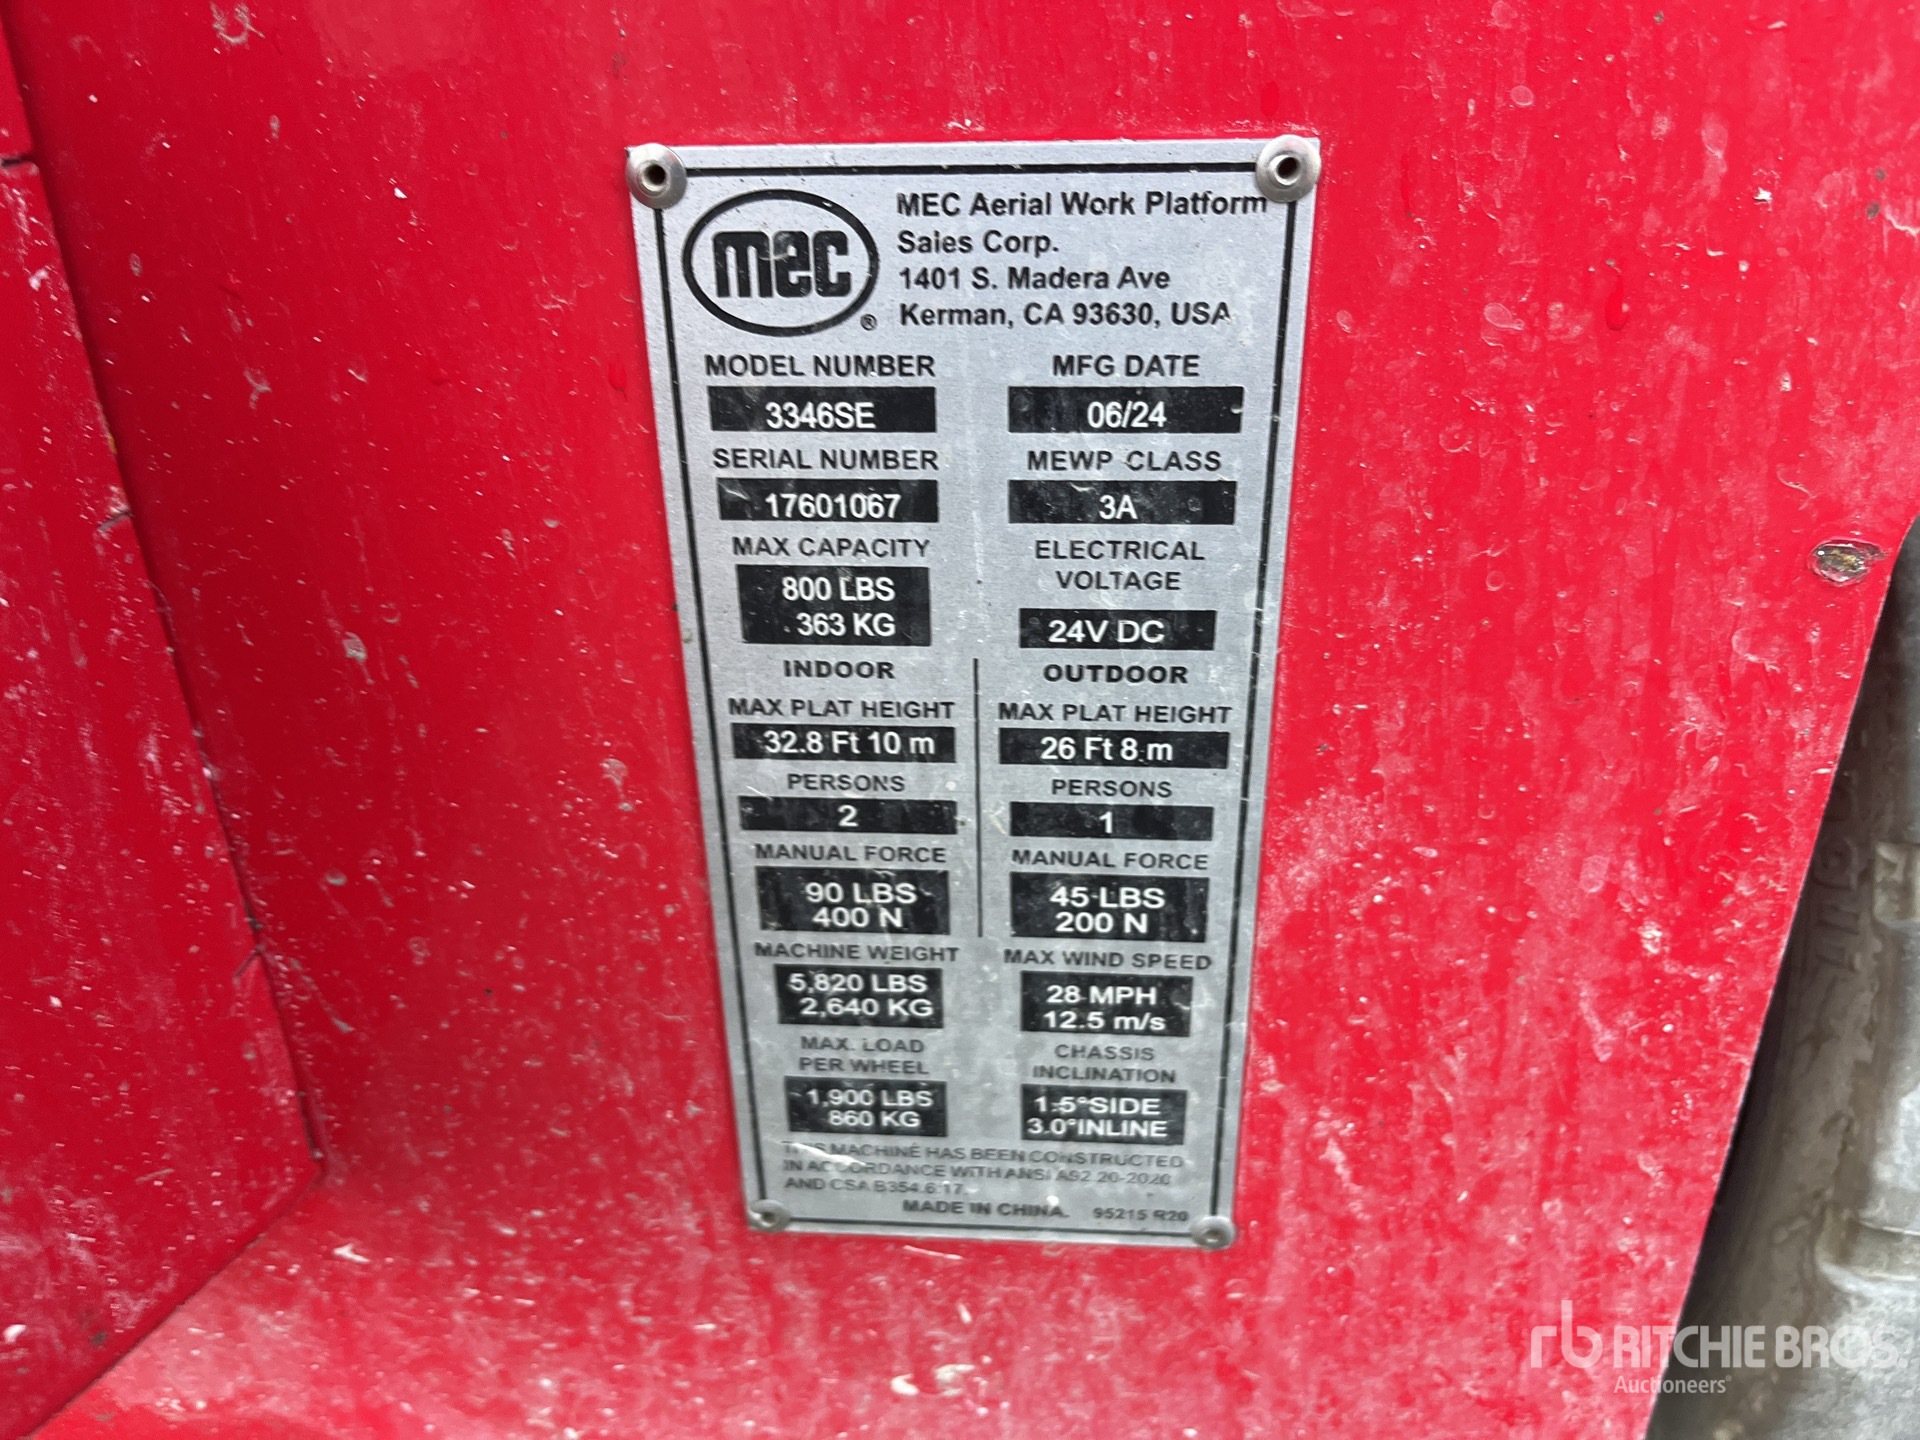 mec
®
MEC Aerial Work Platform
Sales Corp.
1401 S. Madera Ave
Kerman, CA 93630, USA
MODEL NUMBER
3346SE
MFG DATE
06/24
SERIAL NUMBER
17601067
MEWP CLASS
3A
MAX CAPACITY
800 LBS
363 KG
ELECTRICAL
VOLTAGE
24V DC
INDOOR
MAX PLAT HEIGHT
32.8 Ft 10 m
PERSONS
2
MANUAL FORCE
90 LBS
400 N
OUTDOOR
MAX PLAT HEIGHT
26 Ft 8 m
PERSONS
1
MANUAL FORCE
45 LBS
200 N
MACHINE WEIGHT
5,820 LBS
2,640 KG
MAX WIND SPEED
28 MPH
12.5 m/s
MAX. LOAD
PER WHEEL
1,900 LBS
860 KG
CHASSIS
INCLINATION
1.5°SIDE
3.0°INLINE
THIS MACHINE HAS BEEN CONSTRUCTED
IN ACCORDANCE WITH ANSI A92.20-2020
AND CSA B354.6:17.
MADE IN CHINA. 95215 R20
rb RITCHIE BROS.
Auctioneers